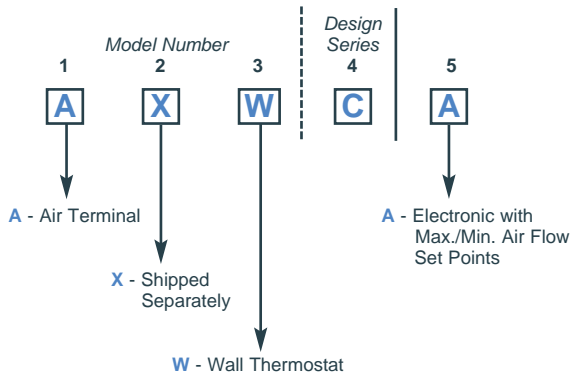 Model Number
Design
Series
1 2 3 4 5
A X W C A
A - Air Terminal
A - Electronic with
Max./Min. Air Flow
Set Points
X - Shipped
Separately
W - Wall Thermostat